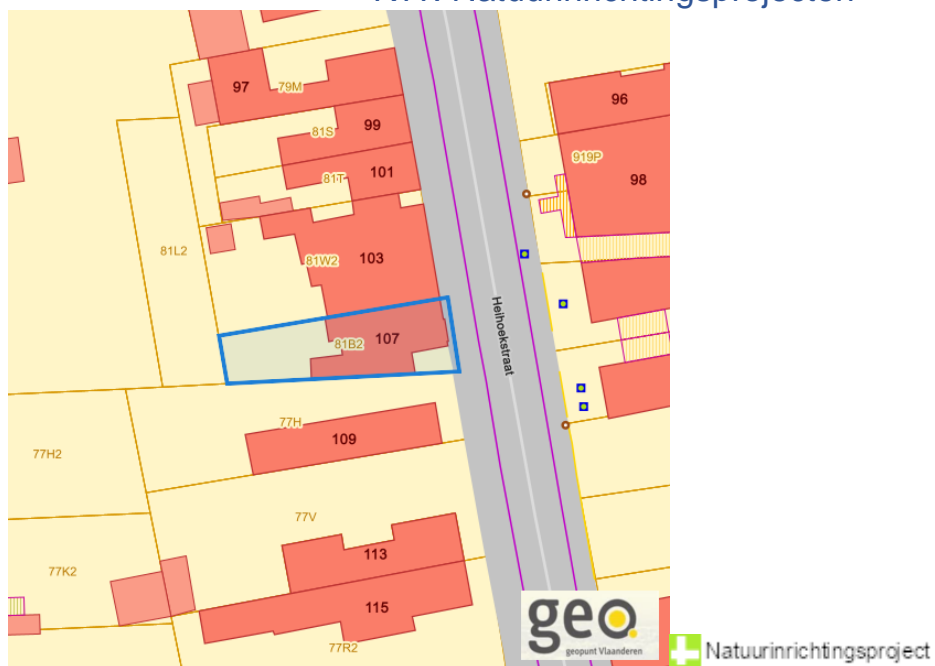 97
79M
96
99
81S
919P
101
81T
98
81L2
81W2
103
Heihoekstraat
107
81B2
77H
109
77H2
77V
113
77K2
115
77R2
geo
geopunt Vlaanderen
Natuurinrichtingsproject